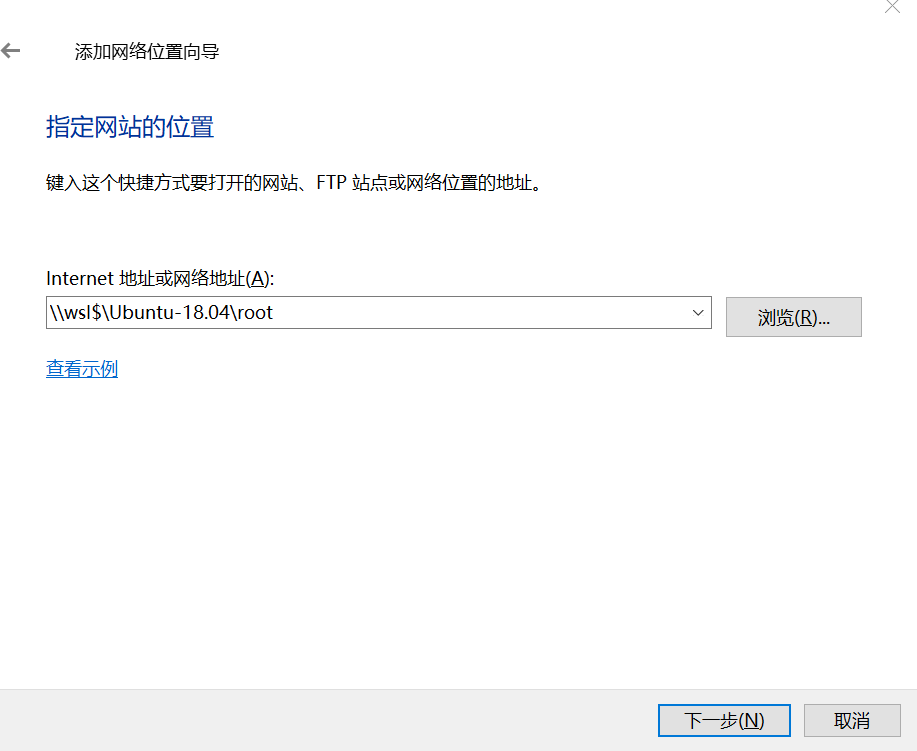 添加网络位置向导
指定网站的位置
键入这个快捷方式要打开的网站、FTP 站点或网络位置的地址。
Internet 地址或网络地址(A):
\\wsl$\Ubuntu-18.04\root
浏览(R)...
查看示例
下一步(N)
取消